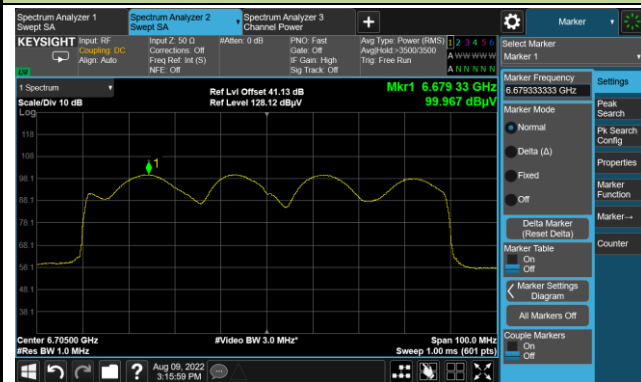 Spectrum Analyzer 1
Swept SA
Spectrum Analyzer 2
Swept SA
Spectrum Analyzer 3
Channel Power
Marker
KEYSIGHT
Input: RF
Coupling: DC
Align: Auto
Input Z: 50 Ω
Corrections: Off
Freq Ref: Int (S)
NFE: Off
#Atten: 0 dB
PNO: Fast
Gate: Off
IF Gain: High
Sig Track: Off
Avg Type: Power (RMS)
Avg|Hold:>3500/3500
Trig: Free Run
1 2 3 4 5 6
A W W W W W
A N N N N N
LW
Select Marker
Marker 1
1 Spectrum
Scale/Div 10 dB
Log
Ref Lvl Offset 41.13 dB
Ref Level 128.12 dBµV
Mkr1 6.679 33 GHz
99.967 dBµV
118
108
98.1
88.1
78.1
68.1
58.1
48.1
38.1
1
Center 6.70500 GHz
#Res BW 1.0 MHz
#Video BW 3.0 MHz*
Span 100.0 MHz
Sweep 1.00 ms (601 pts)
Marker Frequency
6.679333333 GHz
Marker Mode
Normal
Delta (Δ)
Fixed
Off
Delta Marker
(Reset Delta)
Marker Table
On
Off
Marker Settings
Diagram
All Markers Off
Couple Markers
On
Off
Settings
Peak
Search
Pk Search
Config
Properties
Marker
Function
Marker→
Counter
Aug 09, 2022
3:15:59 PM